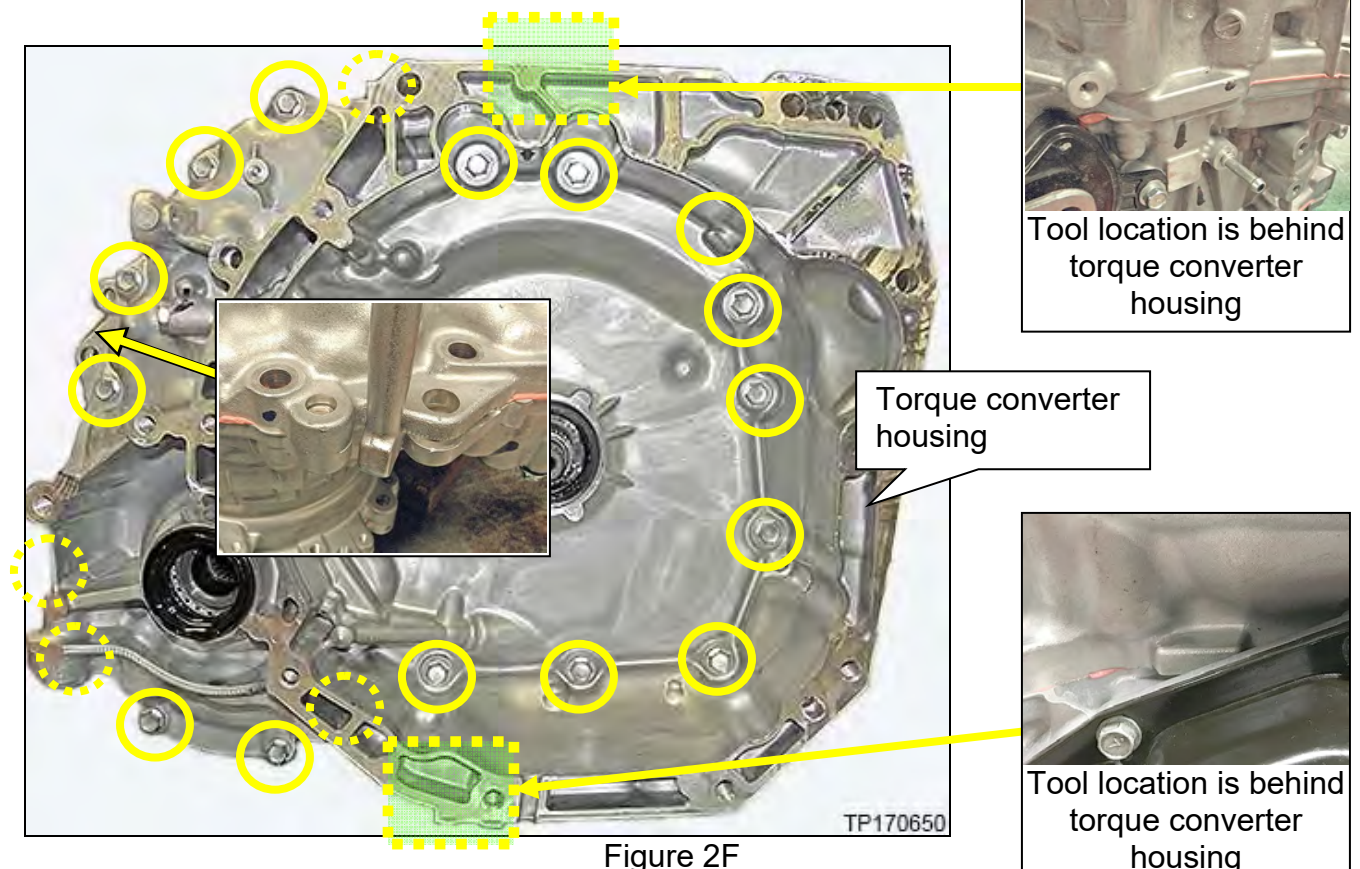 Tool location is behind
torque converter
housing
Torque converter
housing
Tool location is behind
torque converter
housing
TP170650
Figure 2F